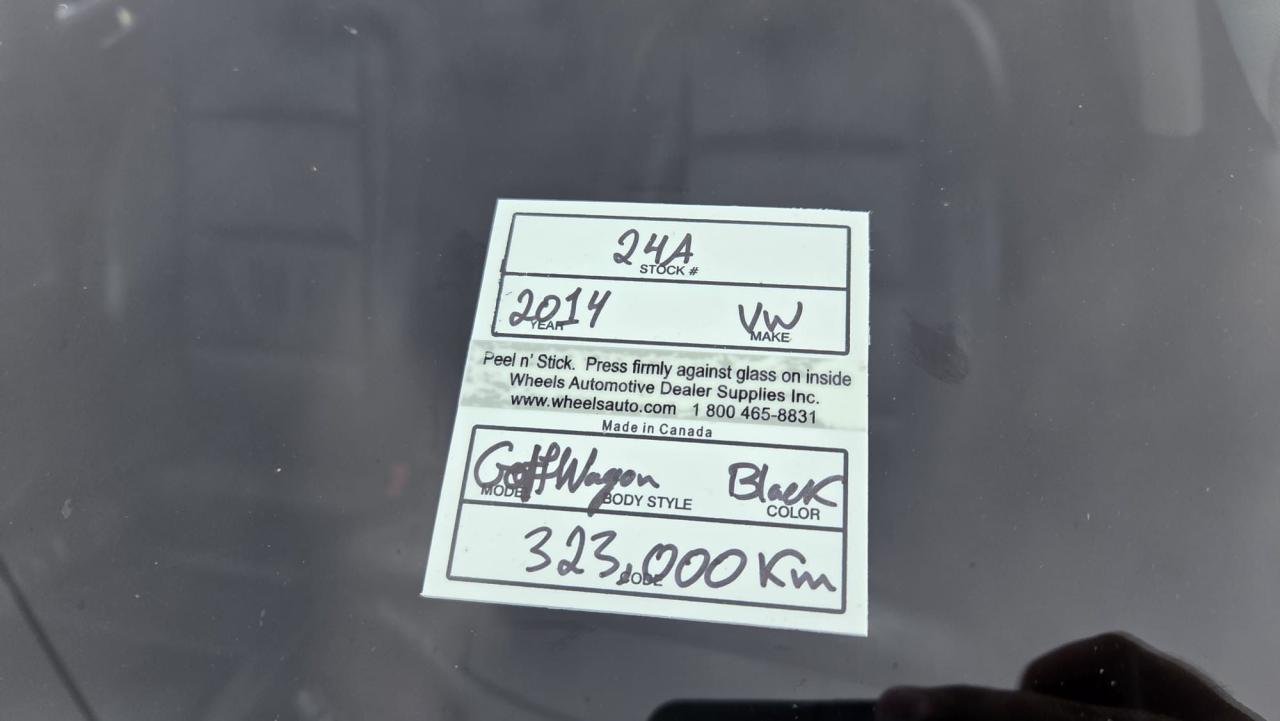 24A
STOCK #
2014 VW
YEAR MAKE
Peel n' Stick. Press firmly against glass on inside
Wheels Automotive Dealer Supplies Inc.
www.wheelsauto.com 1 800 465-8831
Made in Canada
Golf Wagon Black
MODEL BODY STYLE COLOR
323,000 Km
CODE